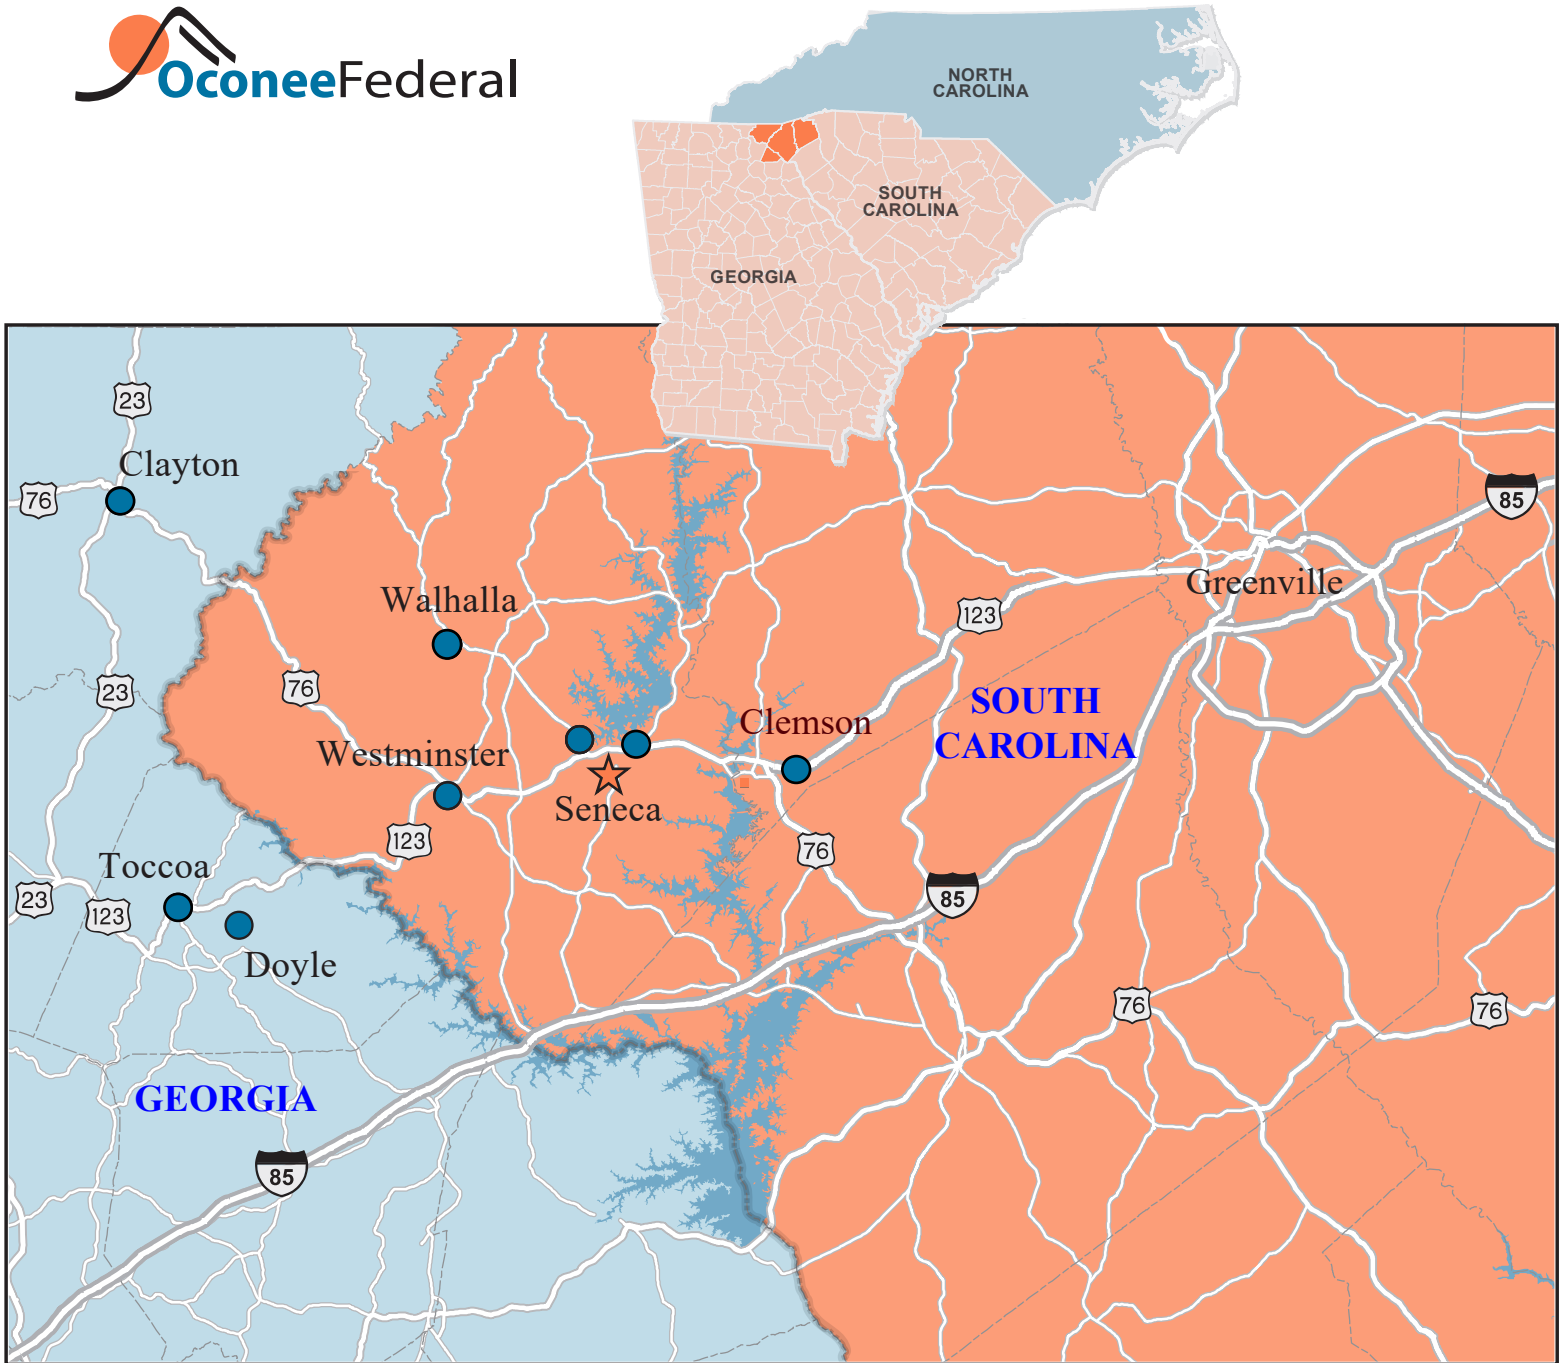 OconeeFederal
NORTH
CAROLINA
SOUTH
CAROLINA
GEORGIA
23
Clayton
76
85
Greenville
Walhalla
123
76
23
SOUTH
CAROLINA
Clemson
Westminster
Seneca
123
76
Toccoa
23
123
85
Doyle
76
76
GEORGIA
85